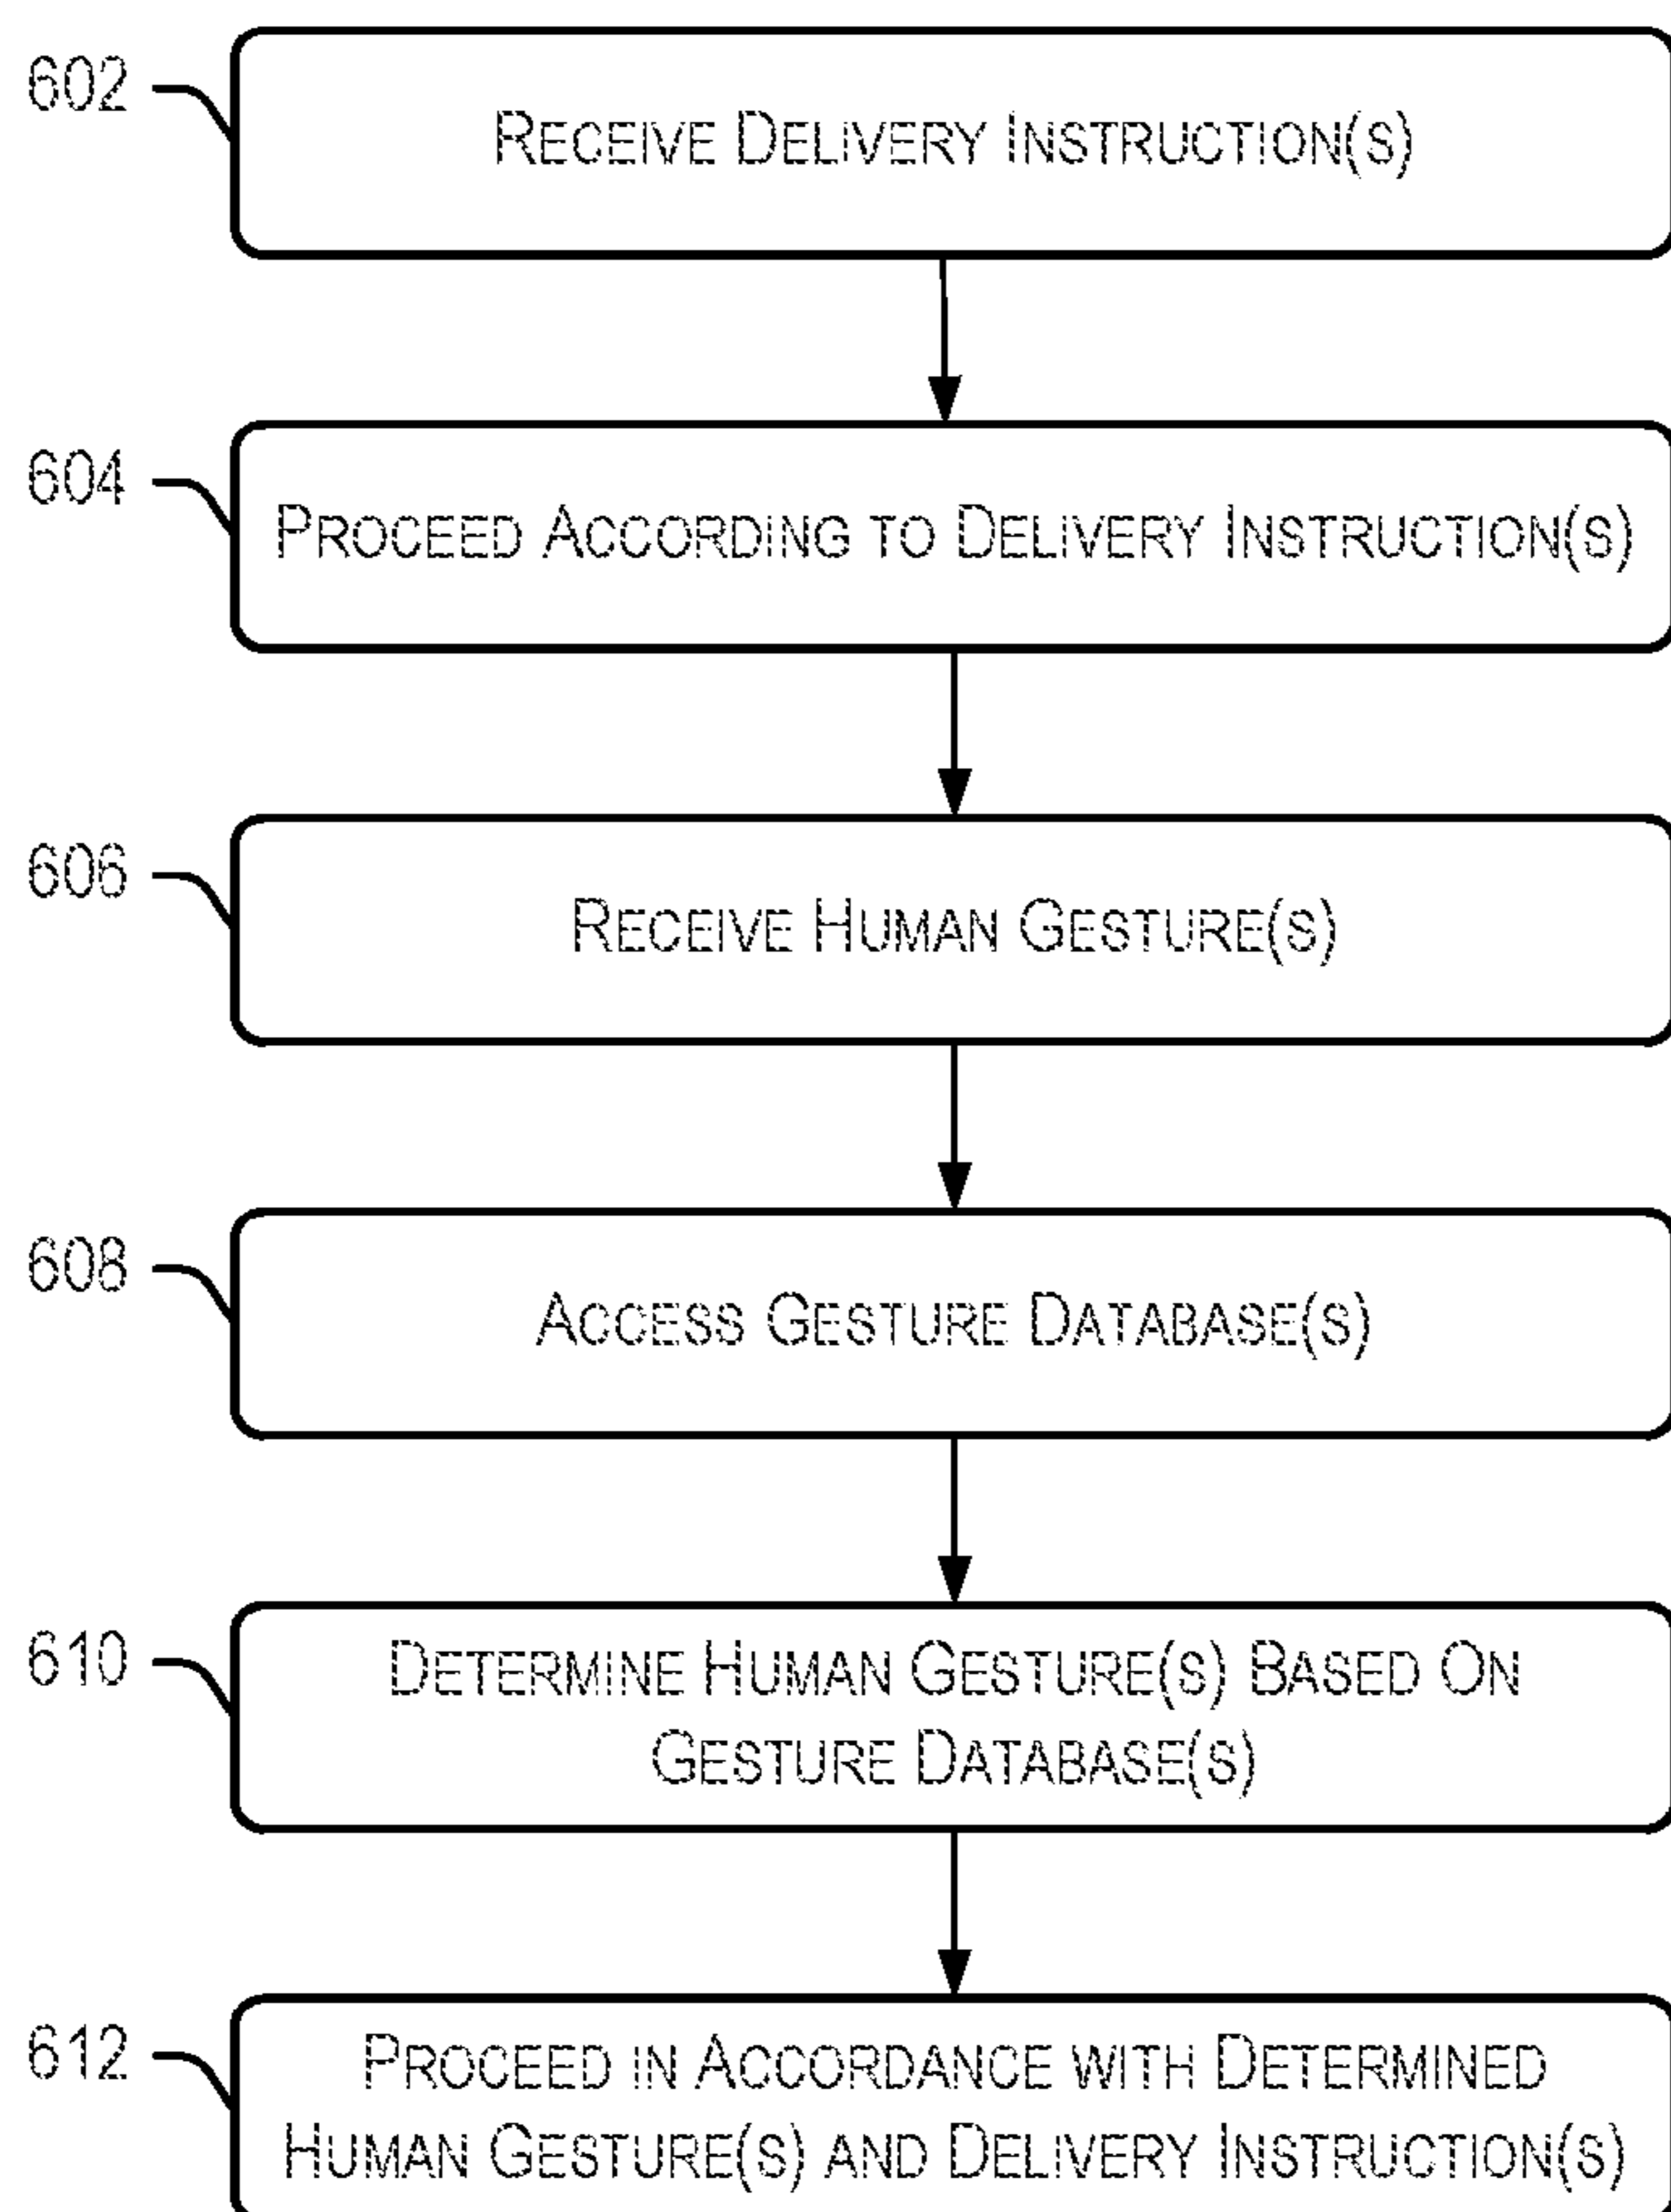 602
RECEIVE DELIVERY INSTRUCTION(S)
604
PROCEED ACCORDING TO DELIVERY INSTRUCTION(S)
606
RECEIVE HUMAN GESTURE(S)
608
ACCESS GESTURE DATABASE(S)
610
DETERMINE HUMAN GESTURE(S) BASED ON
GESTURE DATABASE(S)
612
PROCEED IN ACCORDANCE WITH DETERMINED
HUMAN GESTURE(S) AND DELIVERY INSTRUCTION(S)